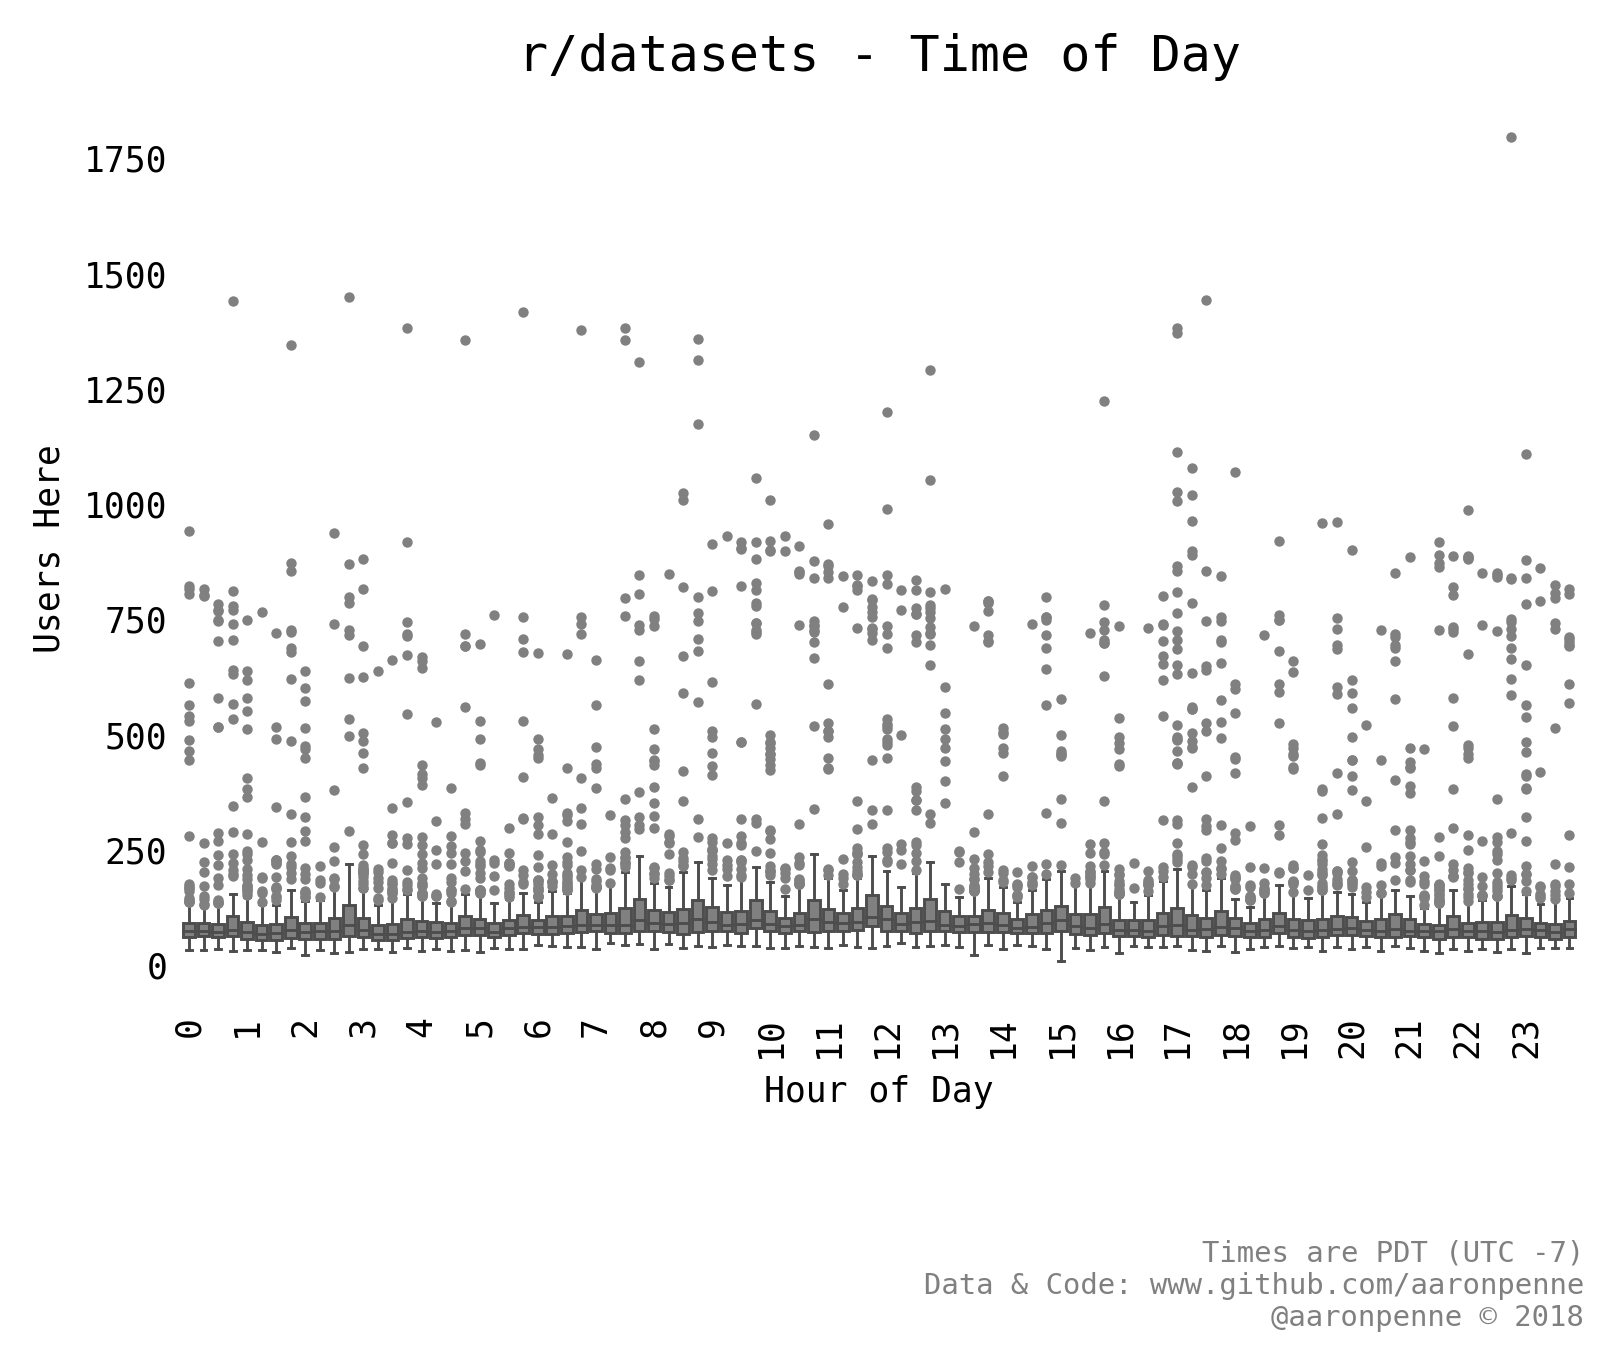 r/datasets - Time of Day
1750
1500
1250
1000
750
500
250
0
Users Here
0 1 2 3 4 5 6 7 8 9 10 11 12 13 14 15 16 17 18 19 20 21 22 23
Hour of Day
Times are PDT (UTC -7)
Data & Code: www.github.com/aaronpenne
@aaronpenne © 2018